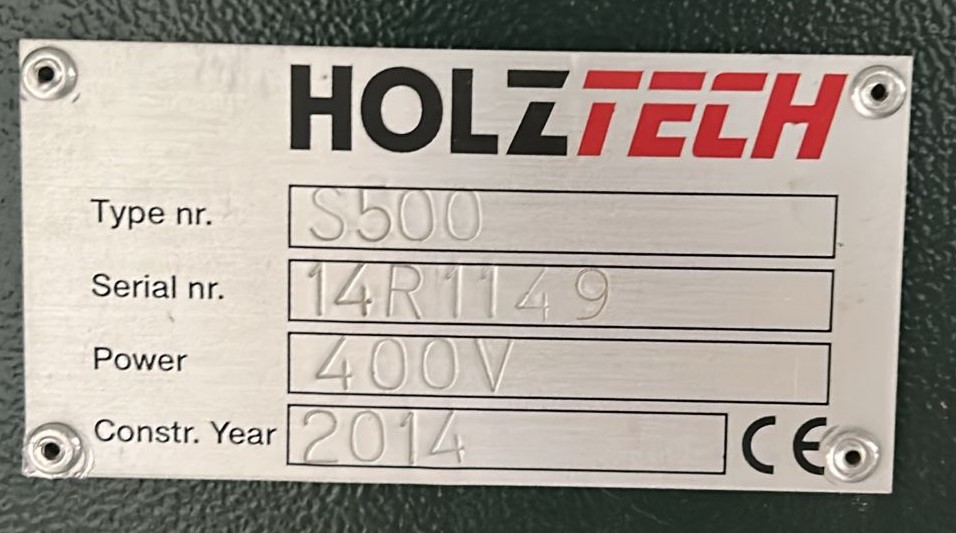 HOLZTECH
Type nr. S500
Serial nr. 14R1149
Power 400V
Constr. Year 2014 CE